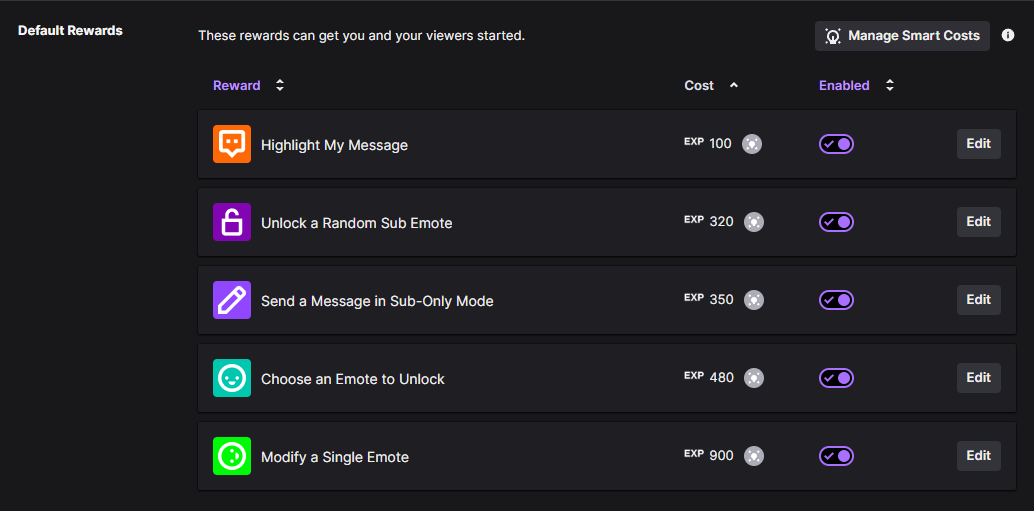 Default Rewards
These rewards can get you and your viewers started.
Manage Smart Costs
Reward Cost Enabled
Highlight My Message EXP 100 Edit
Unlock a Random Sub Emote EXP 320 Edit
Send a Message in Sub-Only Mode EXP 350 Edit
Choose an Emote to Unlock EXP 480 Edit
Modify a Single Emote EXP 900 Edit